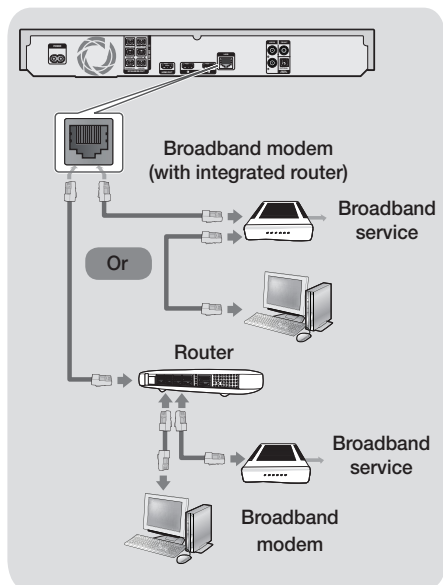 Broadband modem
(with integrated router)
Broadband
service
Or
Router
Broadband
service
Broadband
modem